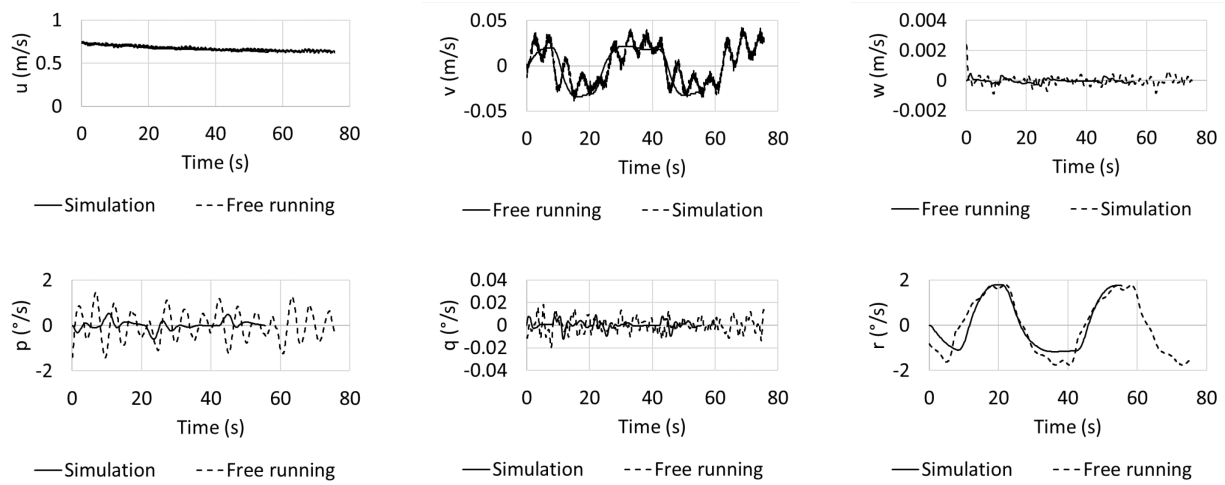 1
0.5
0
u (m/s)
0 20 40 60 80
Time (s)
Simulation Free running
0.05
0
-0.05
v (m/s)
0 20 40 60 80
Time (s)
Free running Simulation
0.004
0.002
0
-0.002
w (m/s)
0 20 40 60 80
Time (s)
Free running Simulation
2
0
-2
p (°/s)
0 20 40 60 80
Time (s)
Simulation Free running
0.04
0.02
0
-0.02
-0.04
q (°/s)
0 20 40 60 80
Time (s)
Simulation Free running
2
0
-2
r (°/s)
0 20 40 60 80
Time (s)
Simulation Free running